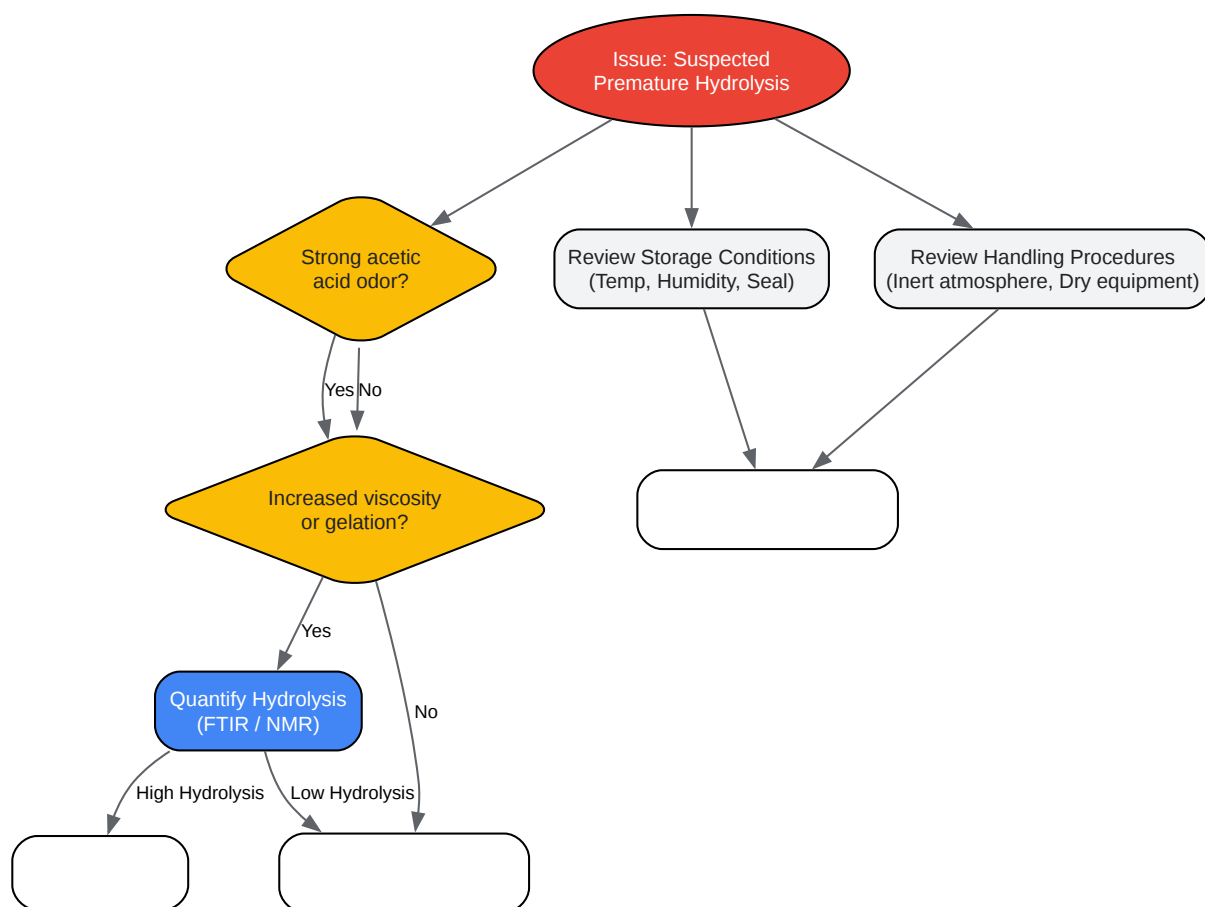 Issue: Suspected
Premature Hydrolysis
Strong acetic
acid odor?
Review Storage Conditions
(Temp, Humidity, Seal)
Review Handling Procedures
(Inert atmosphere, Dry equipment)
Yes
No
Increased viscosity
or gelation?
Yes
Quantify Hydrolysis
(FTIR / NMR)
No
High Hydrolysis
Low Hydrolysis